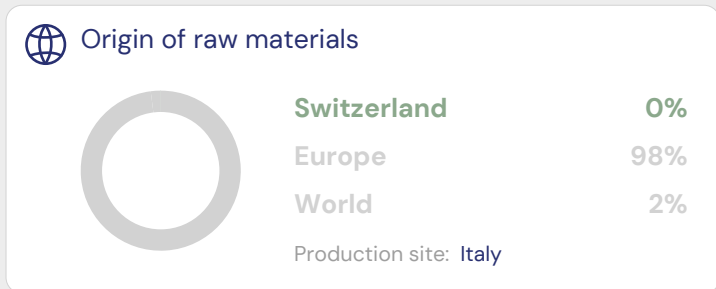 Origin of raw materials
Switzerland 0%
Europe 98%
World 2%
Production site: Italy